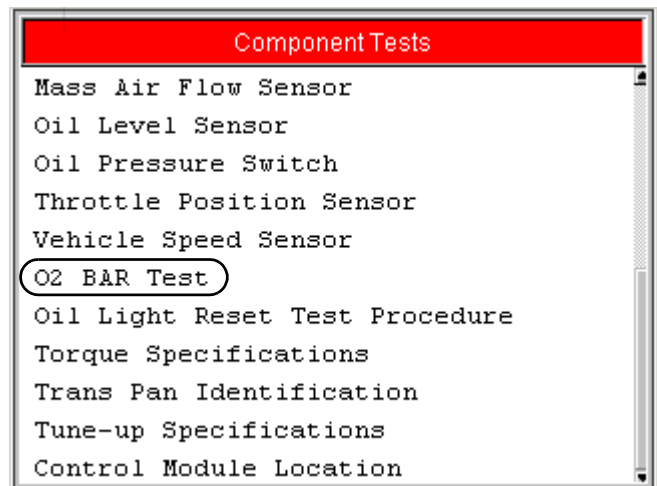 Component Tests
Mass Air Flow Sensor
Oil Level Sensor
Oil Pressure Switch
Throttle Position Sensor
Vehicle Speed Sensor
O2 BAR Test
Oil Light Reset Test Procedure
Torque Specifications
Trans Pan Identification
Tune-up Specifications
Control Module Location